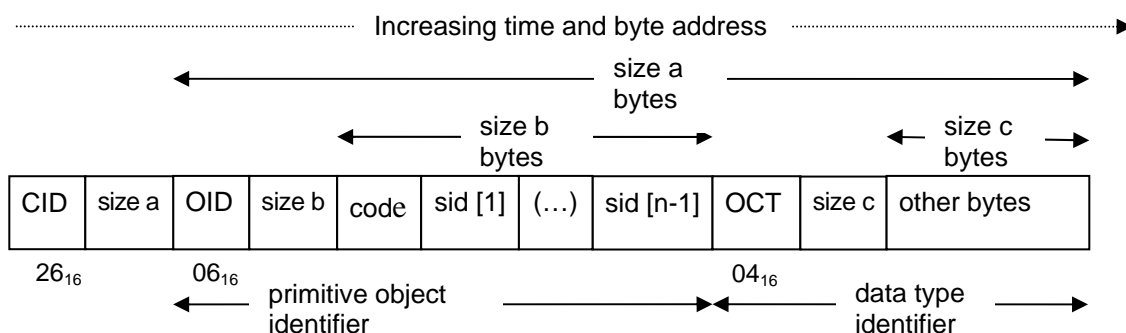 Increasing time and byte address
size a
bytes
size b
bytes
size c
bytes
CID size a OID size b code sid [1] (...) sid [n-1] OCT size c other bytes
26₁₆ 06₁₆ 04₁₆
primitive object
identifier
data type
identifier